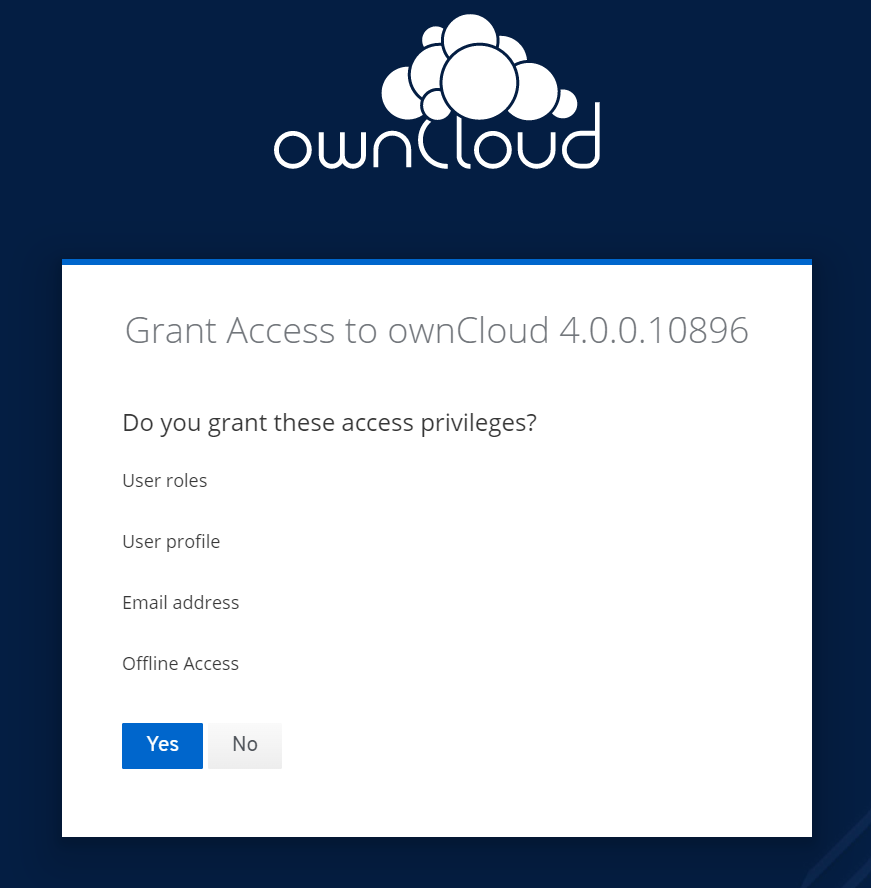 ownCloud
Grant Access to ownCloud 4.0.0.10896
Do you grant these access privileges?
User roles
User profile
Email address
Offline Access
Yes No